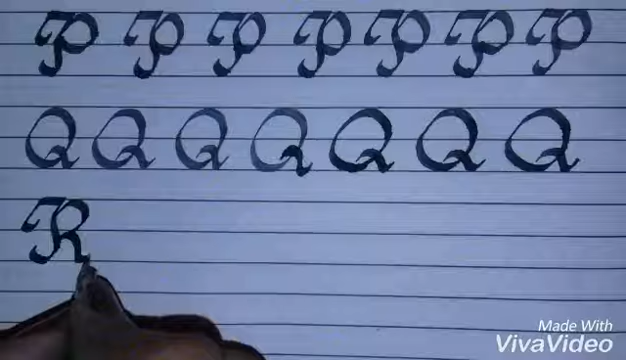 P P P P P P P
Q Q Q Q Q Q Q
R
Made With
VivaVideo